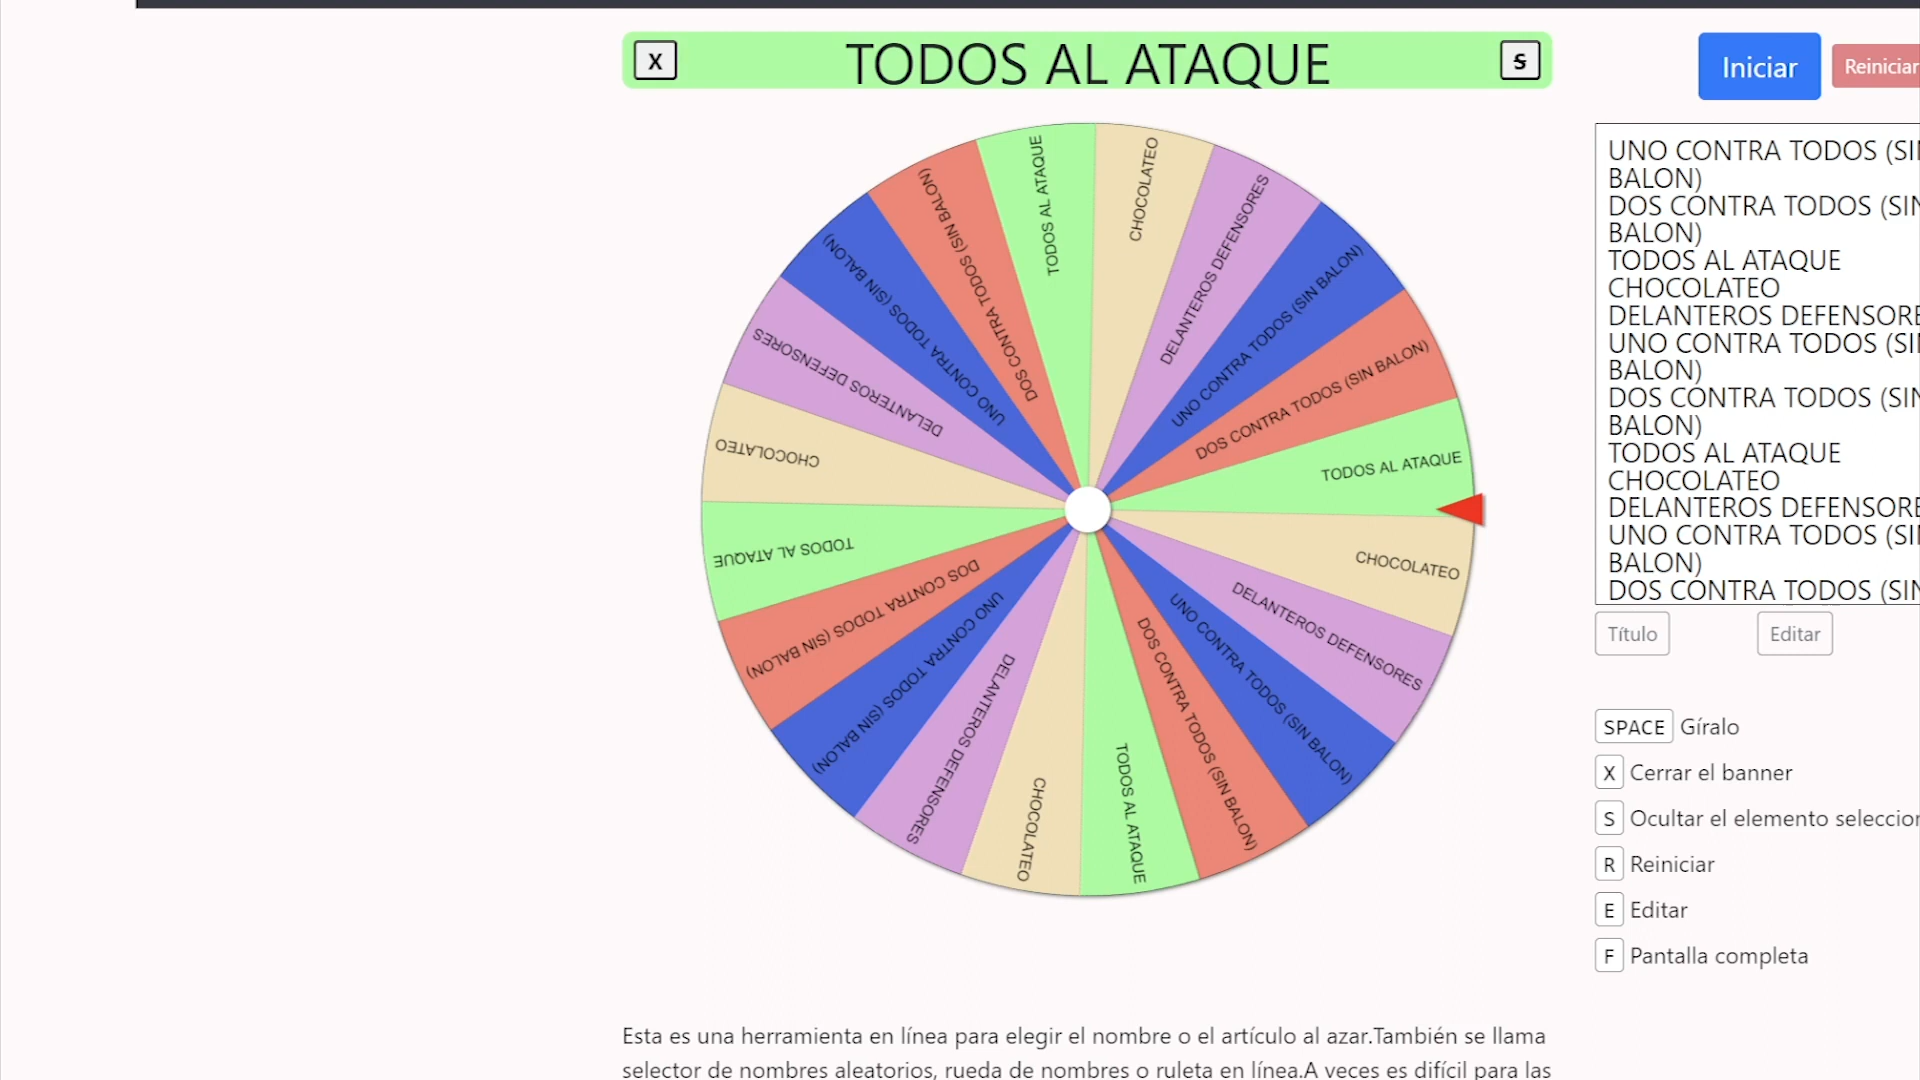 X
TODOS AL ATAQUE
S
Iniciar
Reiniciar
TODOS AL ATAQUE
CHOCOLATEO
DELANTEROS DEFENSORES
UNO CONTRA TODOS (SIN BALON)
DOS CONTRA TODOS (SIN BALON)
TODOS AL ATAQUE
CHOCOLATEO
DELANTEROS DEFENSORES
UNO CONTRA TODOS (SIN BALON)
DOS CONTRA TODOS (SIN BALON)
TODOS AL ATAQUE
CHOCOLATEO
DELANTEROS DEFENSORES
UNO CONTRA TODOS (SIN BALON)
DOS CONTRA TODOS (SIN BALON)
TODOS AL ATAQUE
CHOCOLATEO
DELANTEROS DEFENSORES
UNO CONTRA TODOS (SIN BALON)
DOS CONTRA TODOS (SIN BALON)
UNO CONTRA TODOS (SIN
BALON)
DOS CONTRA TODOS (SIN
BALON)
TODOS AL ATAQUE
CHOCOLATEO
DELANTEROS DEFENSORE
UNO CONTRA TODOS (SIN
BALON)
DOS CONTRA TODOS (SIN
BALON)
TODOS AL ATAQUE
CHOCOLATEO
DELANTEROS DEFENSORE
UNO CONTRA TODOS (SIN
BALON)
DOS CONTRA TODOS (SIN
Título
Editar
SPACE Gíralo
X Cerrar el banner
S Ocultar el elemento seleccion
R Reiniciar
E Editar
F Pantalla completa
Esta es una herramienta en línea para elegir el nombre o el artículo al azar.También se llama
selector de nombres aleatorios, rueda de nombres o ruleta en línea.A veces es difícil para las